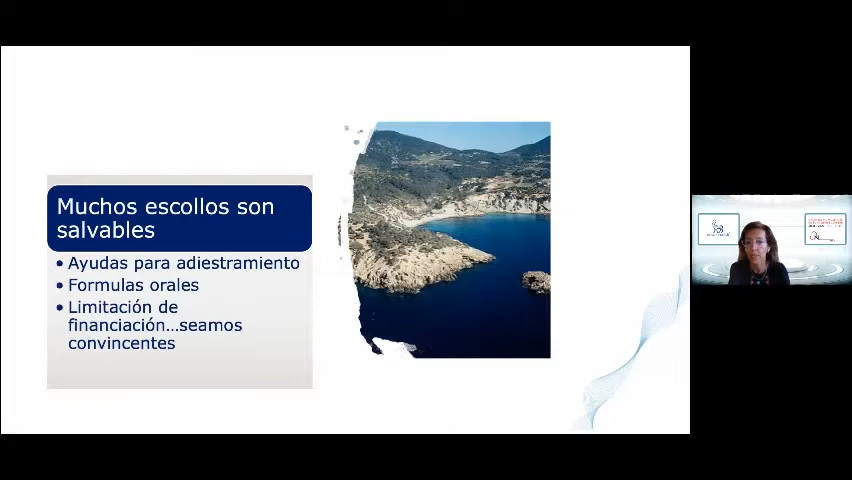 Muchos escollos son
salvables
• Ayudas para adiestramiento
• Formulas orales
• Limitación de
financiación...seamos
convincentes